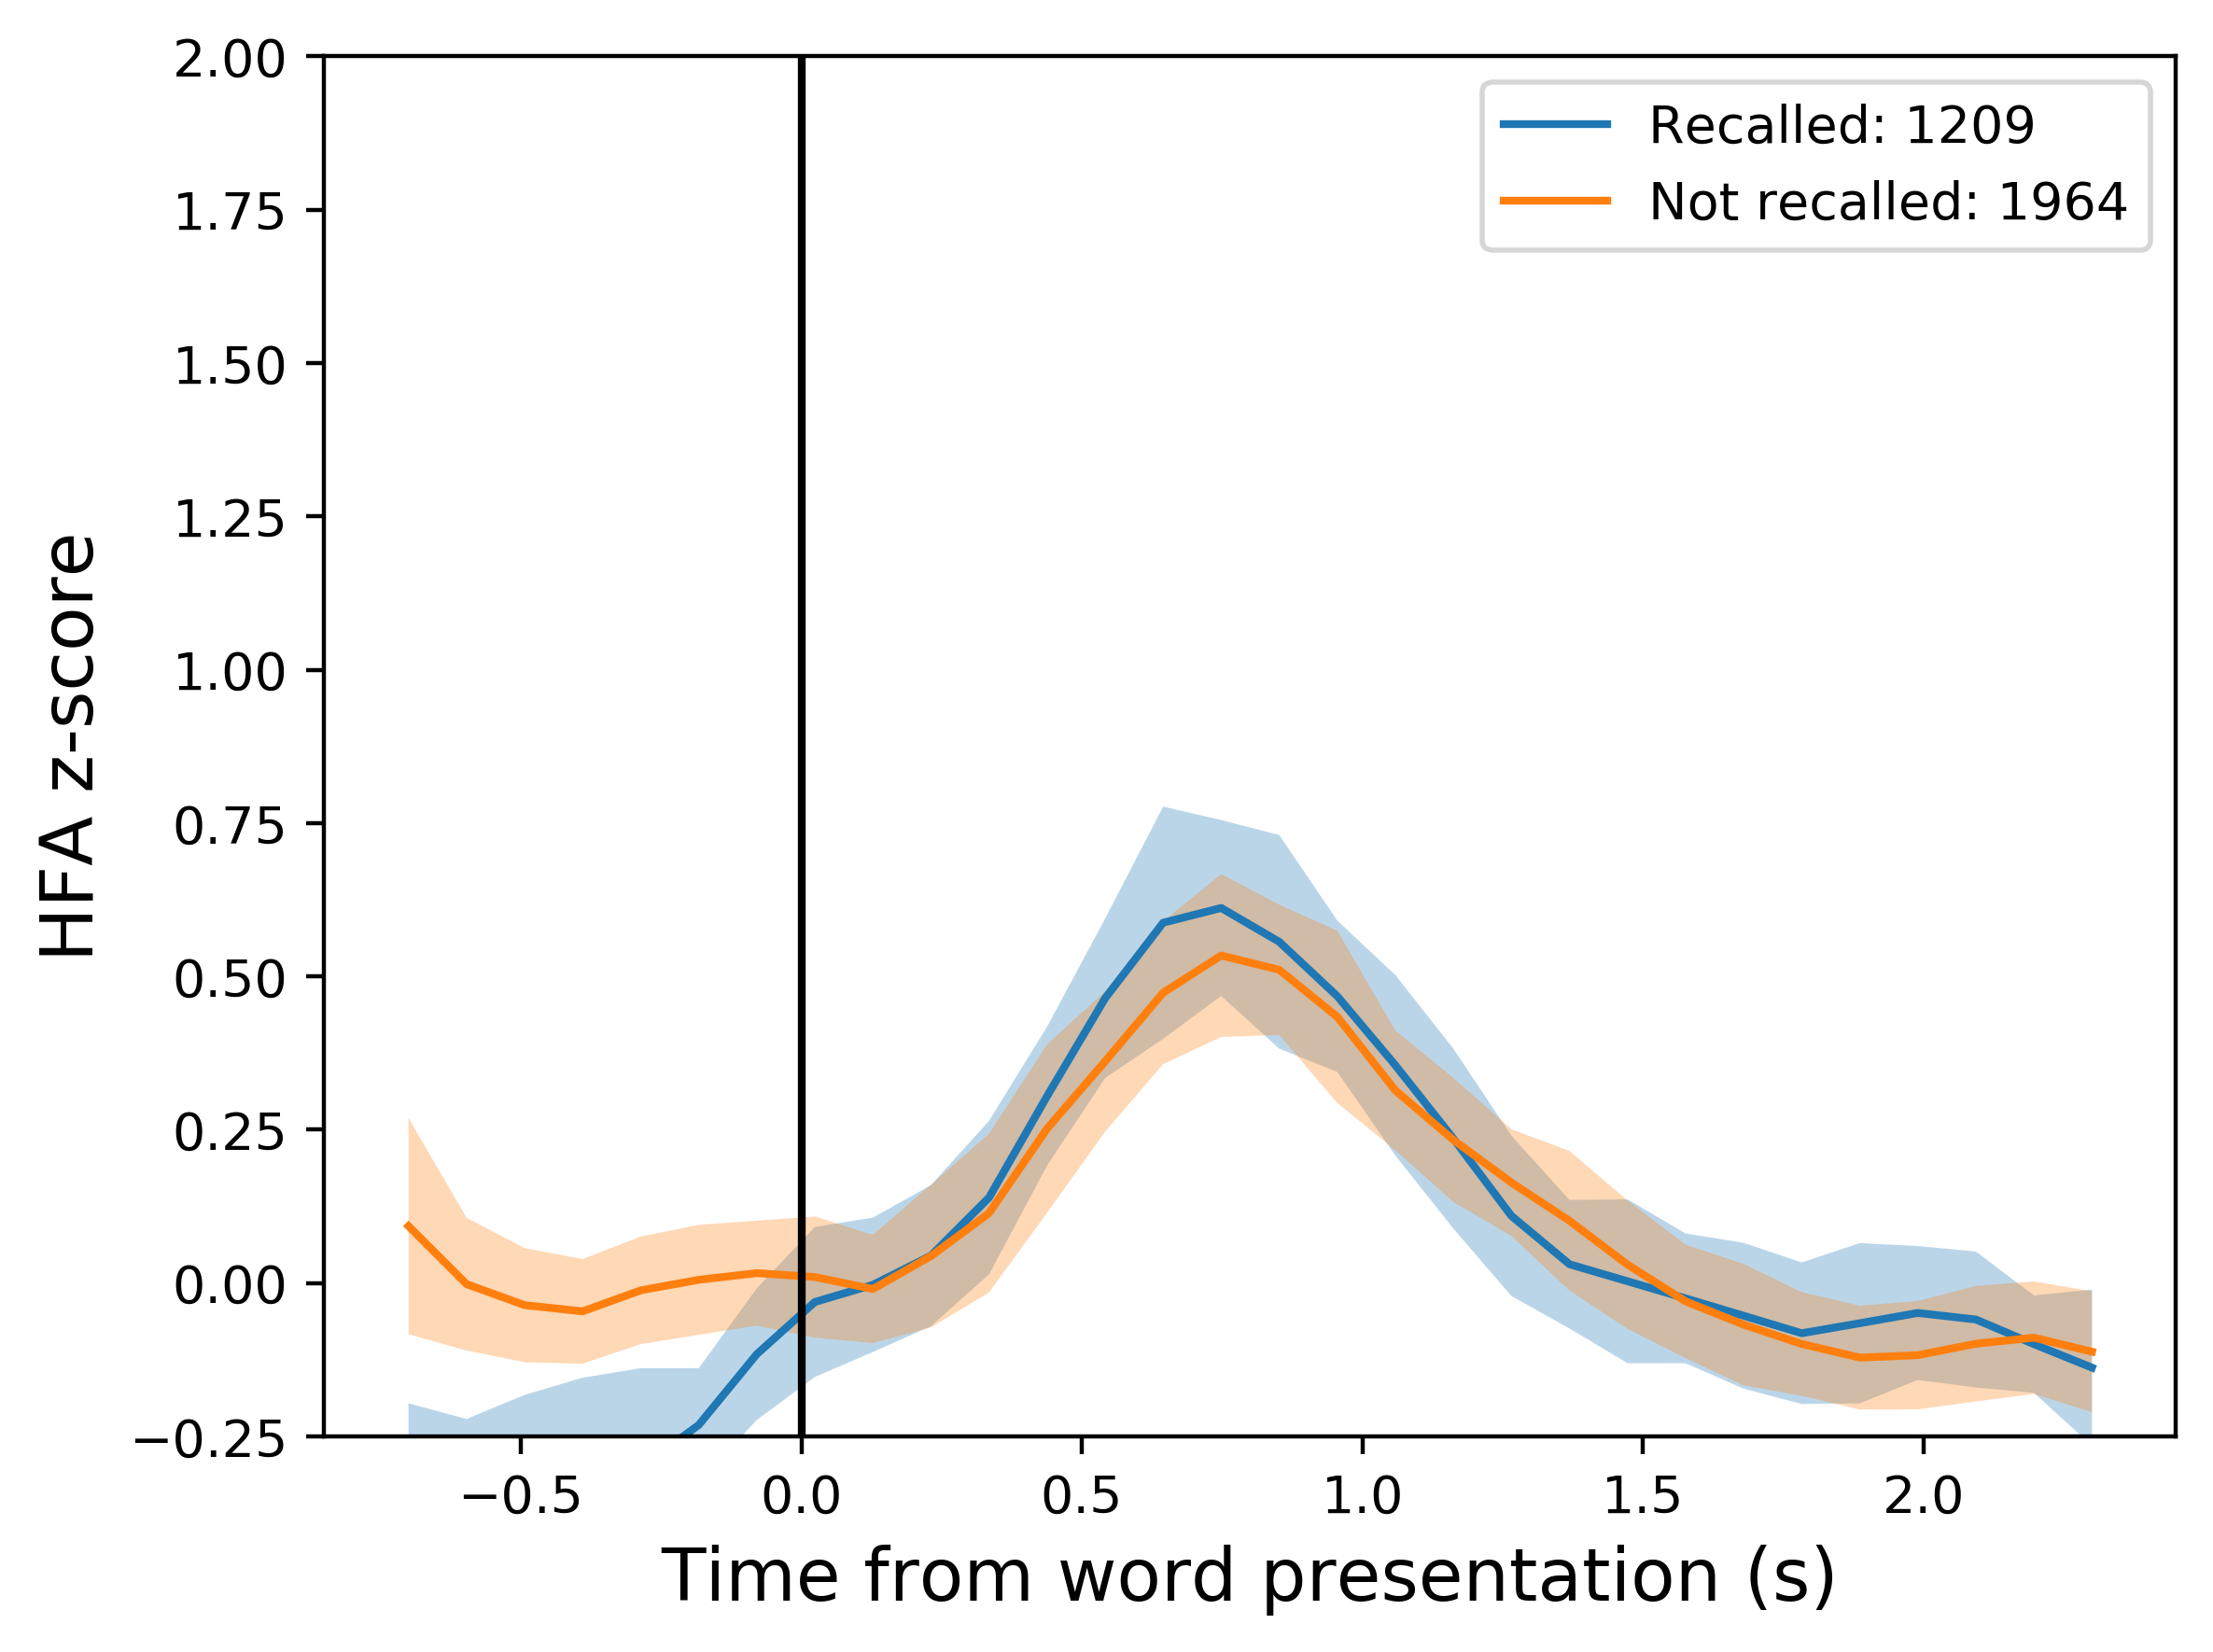 2.00
1.75
1.50
1.25
1.00
0.75
0.50
0.25
0.00
−0.25
HFA z-score
Recalled: 1209
Not recalled: 1964
−0.5 0.0 0.5 1.0 1.5 2.0
Time from word presentation (s)